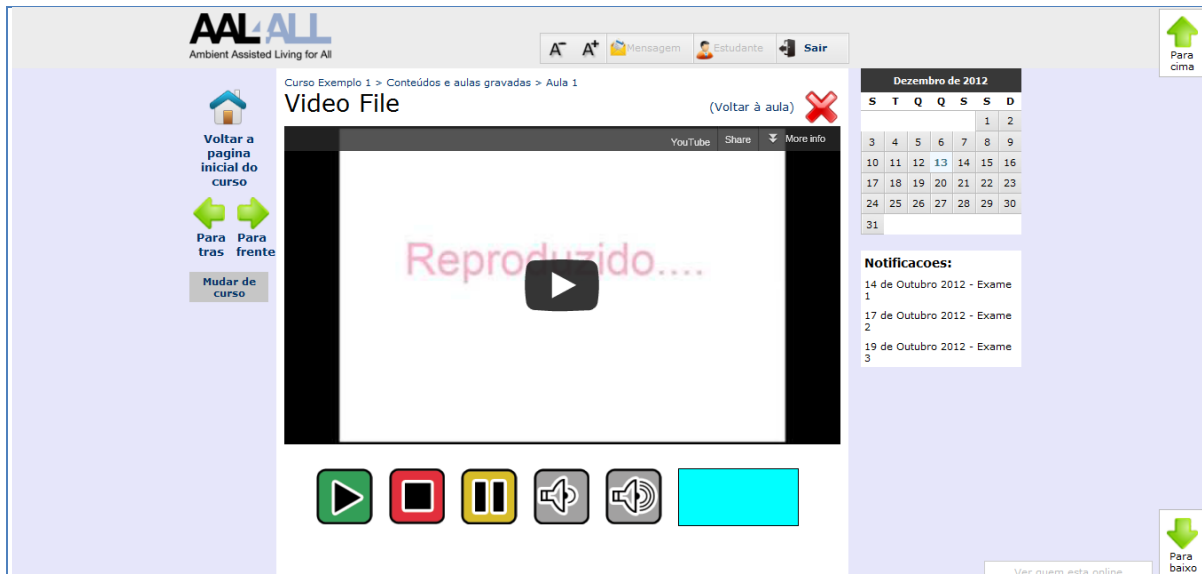 AAL4ALL
Ambient Assisted Living for All
A- A+ Mensagem Estudante Sair
Para
cima
Voltar a
pagina
inicial do
curso
Para Para
tras frente
Mudar de
curso
Curso Exemplo 1 > Conteúdos e aulas gravadas > Aula 1
Video File
(Voltar à aula)
YouTube Share More info
Reproduzido....
Dezembro de 2012
S T Q Q S S D
1 2
3 4 5 6 7 8 9
10 11 12 13 14 15 16
17 18 19 20 21 22 23
24 25 26 27 28 29 30
31
Notificacoes:
14 de Outubro 2012 - Exame
1
17 de Outubro 2012 - Exame
2
19 de Outubro 2012 - Exame
3
Ver quem esta online
Para
baixo